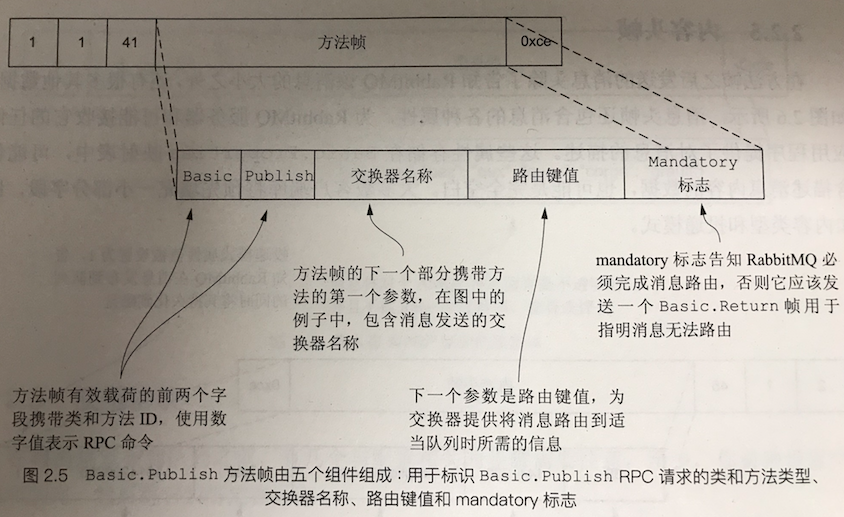 1 1 41 方法帧 0xce
Basic Publish 交换器名称 路由键值 Mandatory
标志
方法帧的下一个部分携带方
法的第一个参数，在图中的
例子中，包含消息发送的交
换器名称
mandatory 标志告知 RabbitMQ 必
须完成消息路由，否则它应该发
送一个 Basic.Return 帧用于
指明消息无法路由
方法帧有效载荷的前两个字
段携带类和方法 ID，使用数
字值表示 RPC 命令
下一个参数是路由键值，为
交换器提供将消息路由到适
当队列时所需的信息
图 2.5 Basic.Publish 方法帧由五个组件组成：用于标识 Basic.Publish RPC 请求的类和方法类型、
交换器名称、路由键值和 mandatory 标志